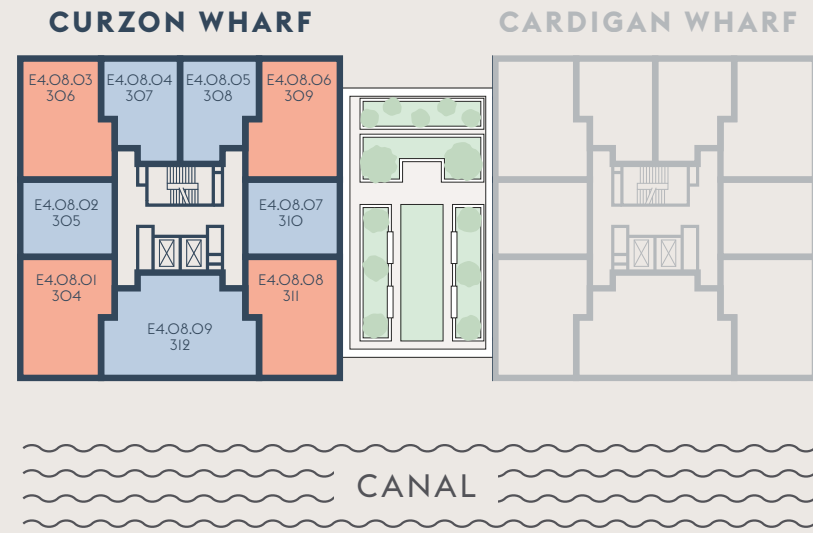 CURZON WHARF
CARDIGAN WHARF
E4.08.03
306
E4.08.04
307
E4.08.05
308
E4.08.06
309
E4.08.02
305
E4.08.07
310
E4.08.01
304
E4.08.08
311
E4.08.09
312
CANAL